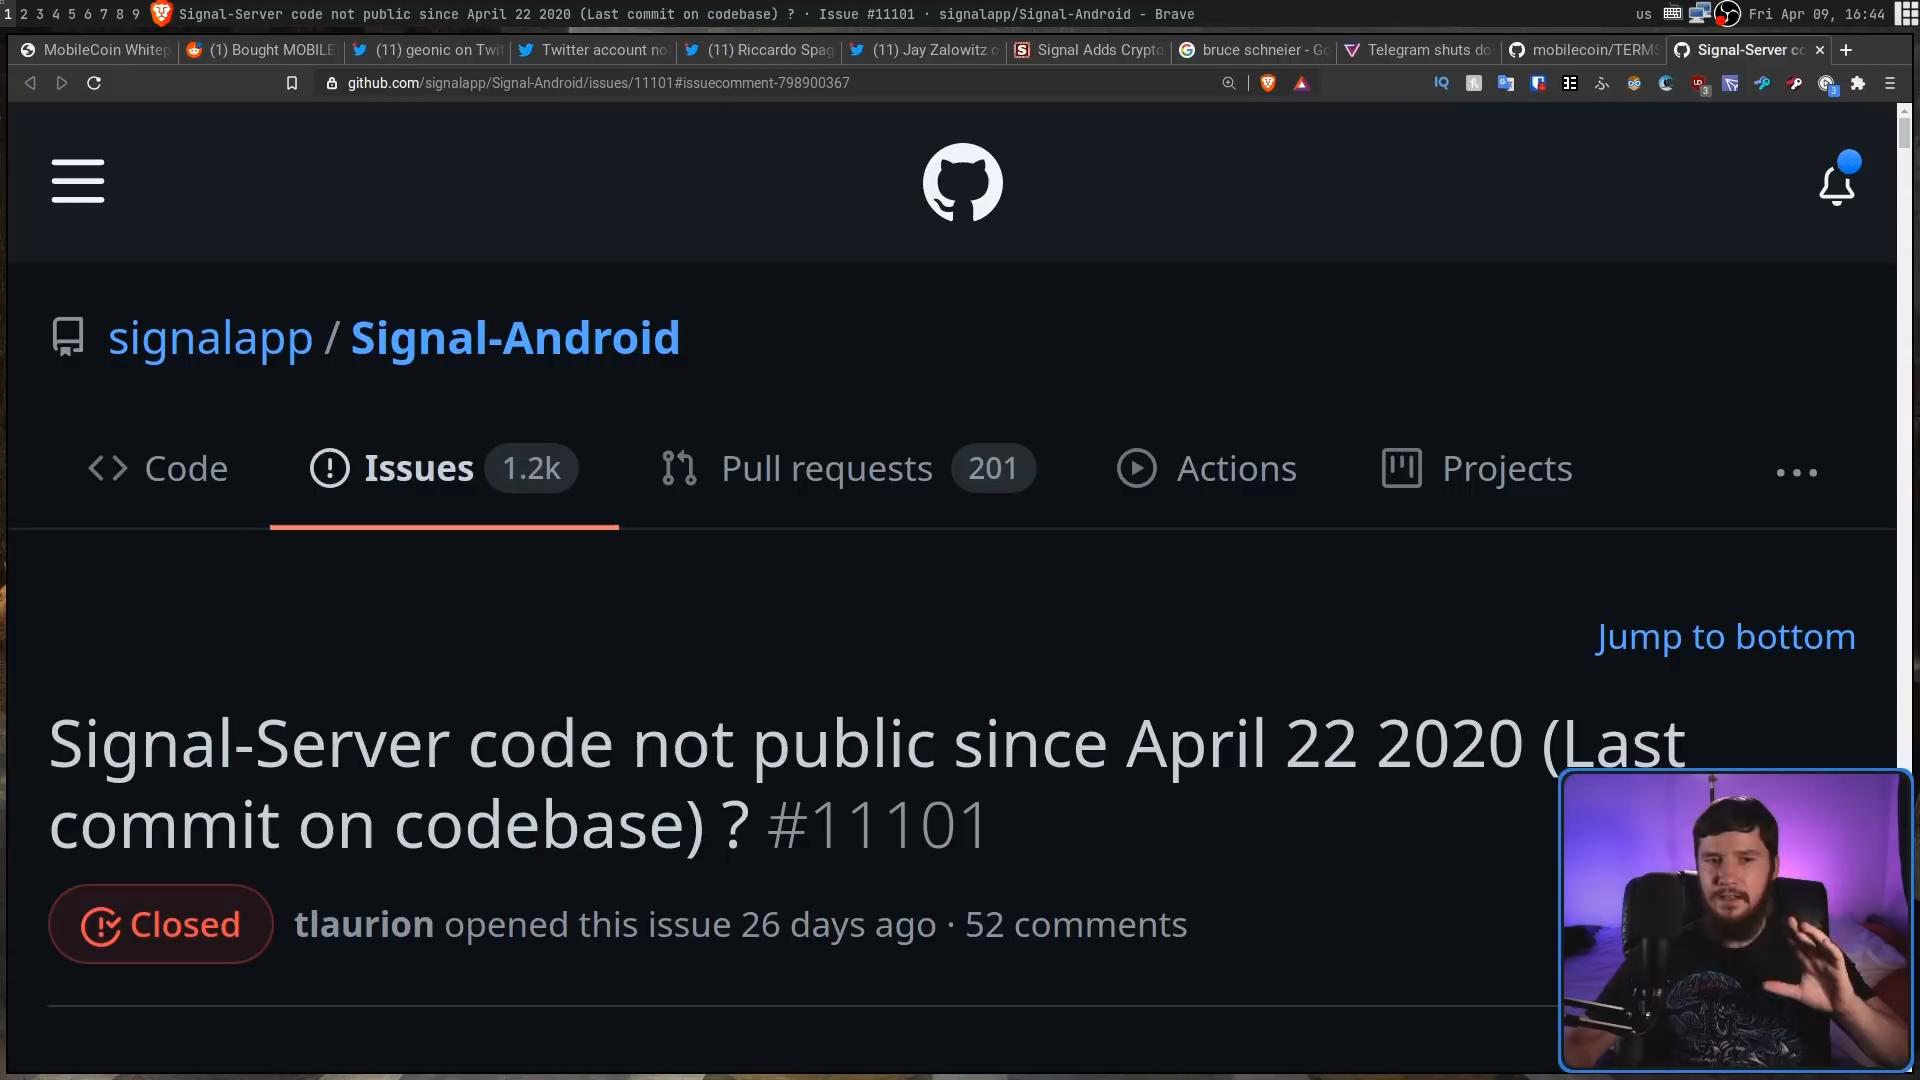 1 2 3 4 5 6 7 8 9 Signal-Server code not public since April 22 2020 (Last commit on codebase) ? · Issue #11101 · signalapp/Signal-Android - Brave us Fri Apr 09, 16:44
MobileCoin Whitep (1) Bought MOBILE (11) geonic on Twit Twitter account no (11) Riccardo Spag (11) Jay Zalowitz o Signal Adds Crypto bruce schneier - Go Telegram shuts do mobilecoin/TERMS Signal-Server co
github.com/signalapp/Signal-Android/issues/11101#issuecomment-798900367 IQ 3 3
signalapp / Signal-Android
Code Issues 1.2k Pull requests 201 Actions Projects
Jump to bottom
Signal-Server code not public since April 22 2020 (Last
commit on codebase) ? #11101
Closed tlaurion opened this issue 26 days ago · 52 comments